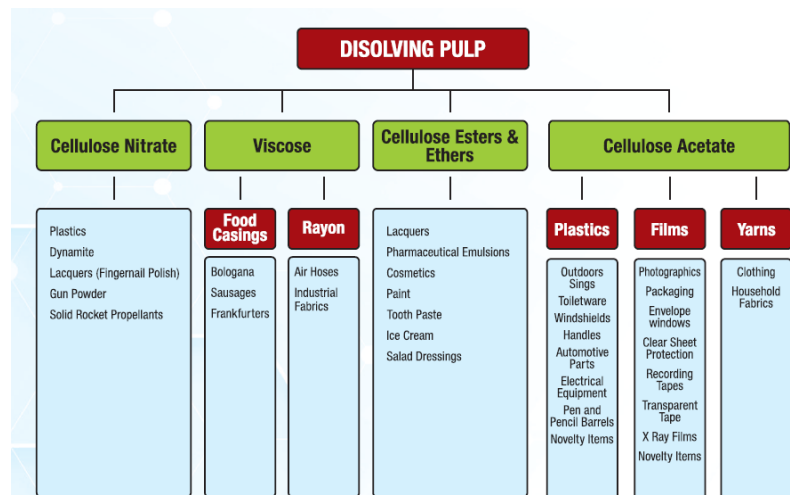 DISOLVING PULP
Cellulose Nitrate
Viscose
Cellulose Esters &
Ethers
Cellulose Acetate
Plastics
Dynamite
Lacquers (Fingernail Polish)
Gun Powder
Solid Rocket Propellants
Food
Casings
Bologana
Sausages
Frankfurters
Rayon
Air Hoses
Industrial
Fabrics
Lacquers
Pharmaceutical Emulsions
Cosmetics
Paint
Tooth Paste
Ice Cream
Salad Dressings
Plastics
Outdoors
Sings
Toiletware
Windshields
Handles
Automotive
Parts
Electrical
Equipment
Pen and
Pencil Barrels
Novelty Items
Films
Photographics
Packaging
Envelope
windows
Clear Sheet
Protection
Recording
Tapes
Transparent
Tape
X Ray Films
Novelty Items
Yarns
Clothing
Household
Fabrics